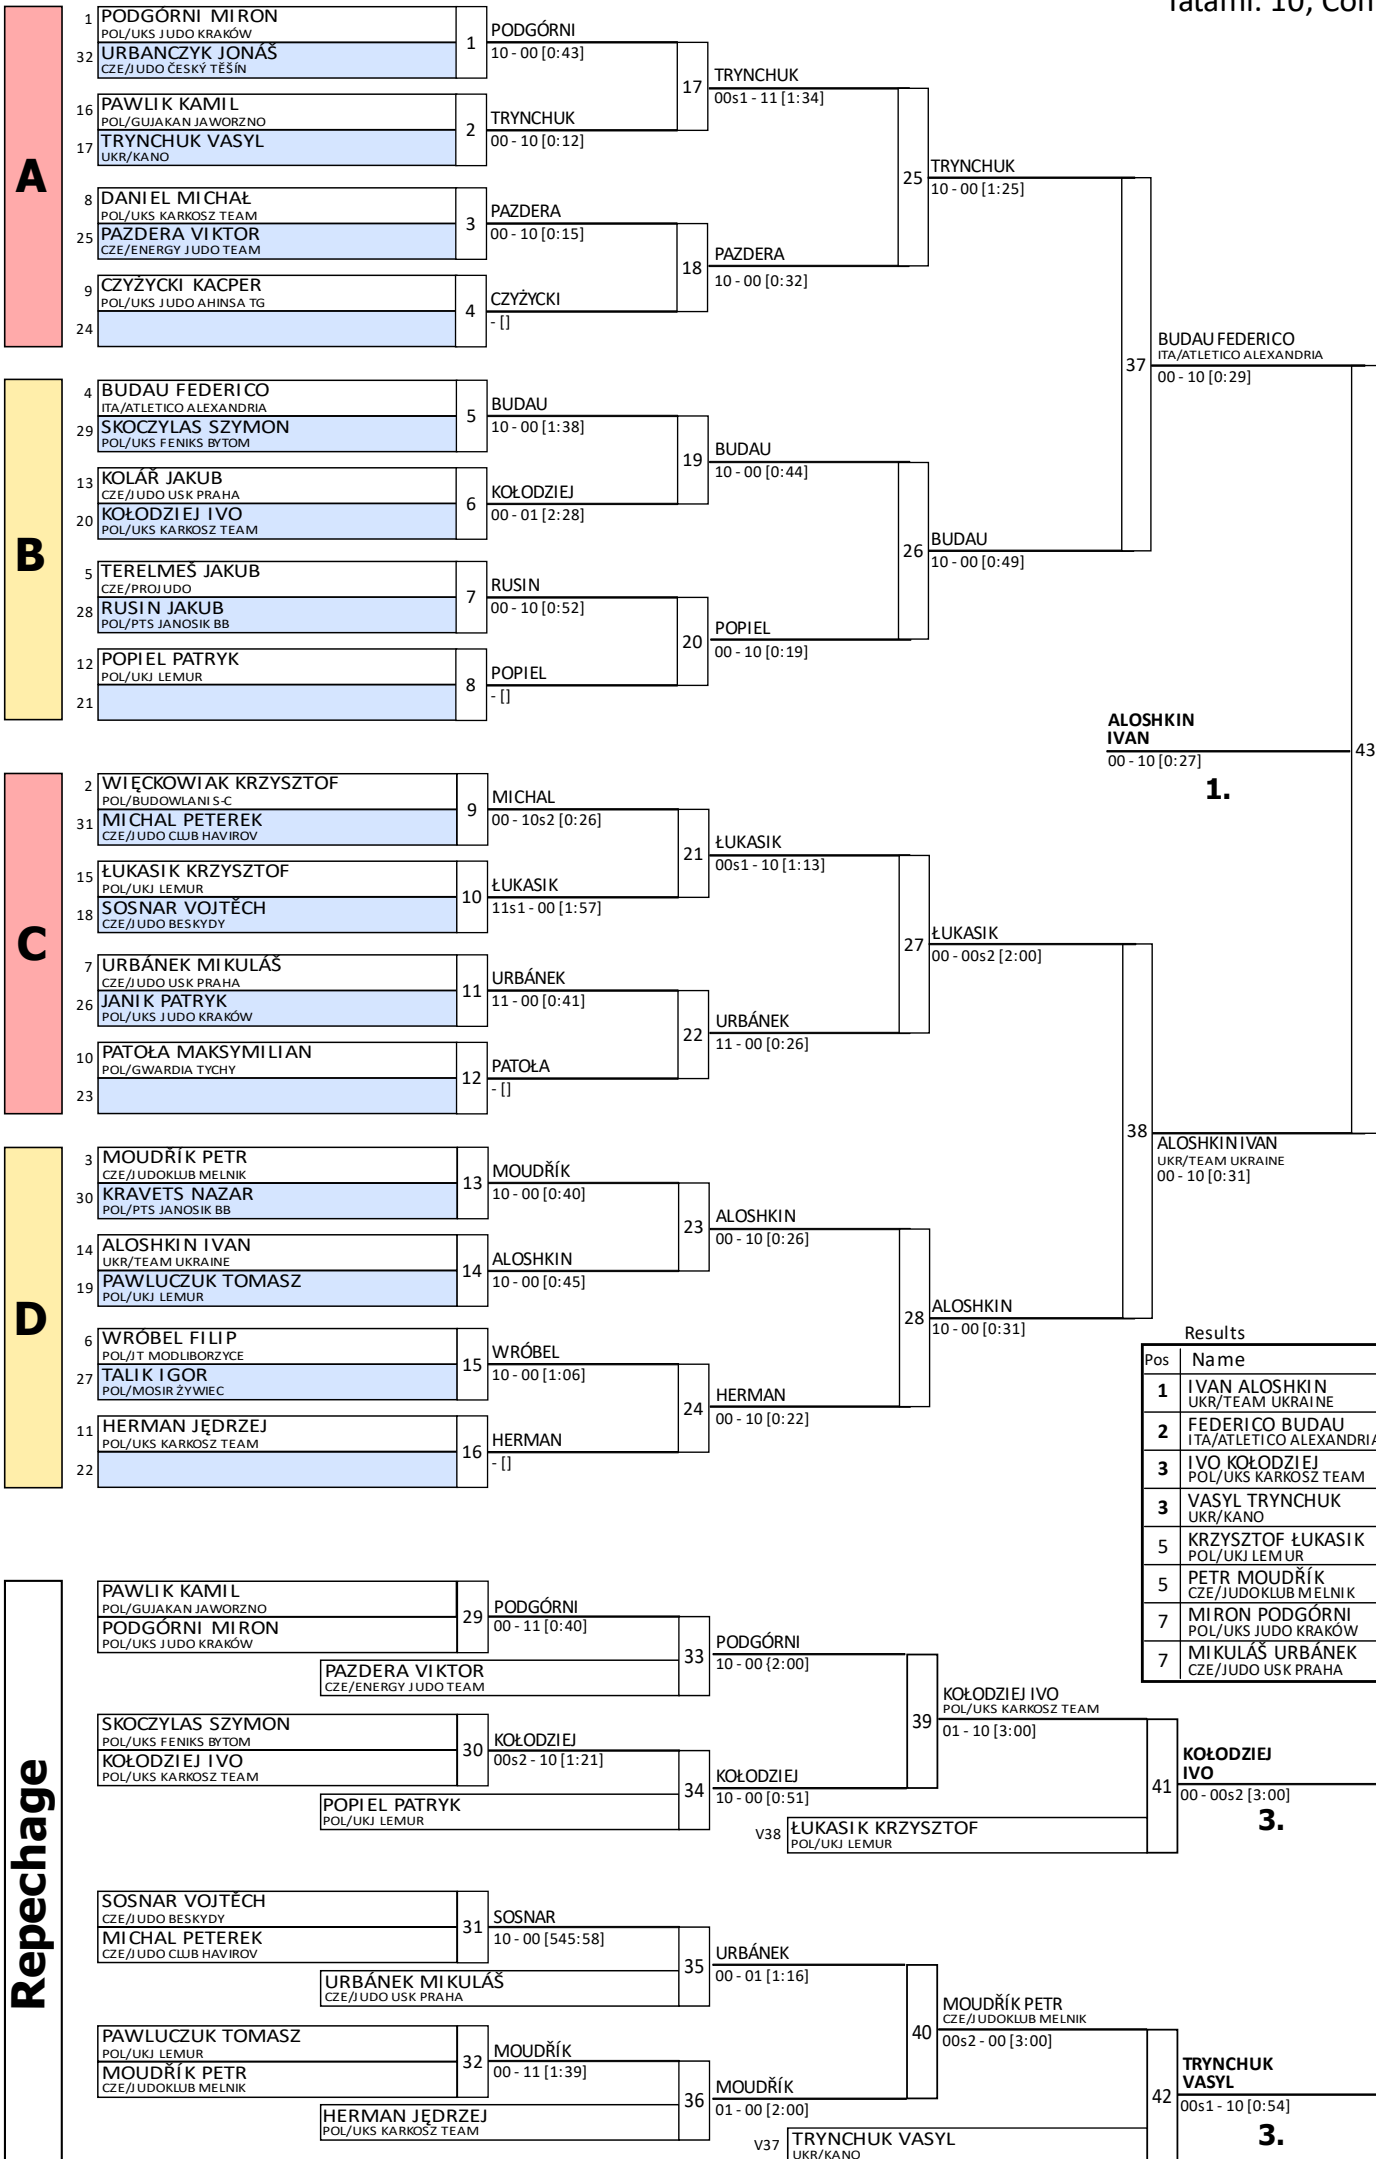 Tatami: 10, Con
A
1 PODGÓRNI MIRON
POL/UKS JUDO KRAKÓW
32 URBANCZYK JONÁŠ
CZE/JUDO ČESKÝ TĚŠÍN
1
PODGÓRNI
10 - 00 [0:43]
16 PAWLIK KAMIL
POL/GUJAKAN JAWORZNO
17 TRYNCHUK VASYL
UKR/KANO
2
TRYNCHUK
00 - 10 [0:12]
17
TRYNCHUK
00s1 - 11 [1:34]
8 DANIEL MICHAŁ
POL/UKS KARKOSZ TEAM
25 PAZDERA VIKTOR
CZE/ENERGY JUDO TEAM
3
PAZDERA
00 - 10 [0:15]
9 CZYŻYCKI KACPER
POL/UKS JUDO AHINSA TG
24
4
CZYŻYCKI
- []
18
PAZDERA
10 - 00 [0:32]
25
TRYNCHUK
10 - 00 [1:25]
B
4 BUDAU FEDERICO
ITA/ATLETICO ALEXANDRIA
29 SKOCZYLAS SZYMON
POL/UKS FENIKS BYTOM
5
BUDAU
10 - 00 [1:38]
13 KOLÁŘ JAKUB
CZE/JUDO USK PRAHA
20 KOŁODZIEJ IVO
POL/UKS KARKOSZ TEAM
6
KOŁODZIEJ
00 - 01 [2:28]
19
BUDAU
10 - 00 [0:44]
5 TERELMEŠ JAKUB
CZE/PROJUDO
28 RUSIN JAKUB
POL/PTS JANOSIK BB
7
RUSIN
00 - 10 [0:52]
12 POPIEL PATRYK
POL/UKJ LEMUR
21
8
POPIEL
- []
20
POPIEL
00 - 10 [0:19]
26
BUDAU
10 - 00 [0:49]
37
BUDAU FEDERICO
ITA/ATLETICO ALEXANDRIA
00 - 10 [0:29]
ALOSHKIN
IVAN
00 - 10 [0:27]
1.
43
C
2 WIĘCKOWIAK KRZYSZTOF
POL/BUDOWLANI S-C
31 MICHAL PETEREK
CZE/JUDO CLUB HAVIROV
9
MICHAL
00 - 10s2 [0:26]
15 ŁUKASIK KRZYSZTOF
POL/UKJ LEMUR
18 SOSNAR VOJTĚCH
CZE/JUDO BESKYDY
10
ŁUKASIK
11s1 - 00 [1:57]
21
ŁUKASIK
00s1 - 10 [1:13]
7 URBÁNEK MIKULÁŠ
CZE/JUDO USK PRAHA
26 JANIK PATRYK
POL/UKS JUDO KRAKÓW
11
URBÁNEK
11 - 00 [0:41]
10 PATOŁA MAKSYMILIAN
POL/GWARDIA TYCHY
23
12
PATOŁA
- []
22
URBÁNEK
11 - 00 [0:26]
27
ŁUKASIK
00 - 00s2 [2:00]
D
3 MOUDŘÍK PETR
CZE/JUDOKLUB MELNIK
30 KRAVETS NAZAR
POL/PTS JANOSIK BB
13
MOUDŘÍK
10 - 00 [0:40]
14 ALOSHKIN IVAN
UKR/TEAM UKRAINE
19 PAWLUCZUK TOMASZ
POL/UKJ LEMUR
14
ALOSHKIN
10 - 00 [0:45]
23
ALOSHKIN
00 - 10 [0:26]
6 WRÓBEL FILIP
POL/JT MODLIBORZYCE
27 TALIK IGOR
POL/MOSIR ŻYWIEC
15
WRÓBEL
10 - 00 [1:06]
11 HERMAN JĘDRZEJ
POL/UKS KARKOSZ TEAM
22
16
HERMAN
- []
24
HERMAN
00 - 10 [0:22]
28
ALOSHKIN
10 - 00 [0:31]
38
ALOSHKIN IVAN
UKR/TEAM UKRAINE
00 - 10 [0:31]
Results
Pos Name
1 IVAN ALOSHKIN
UKR/TEAM UKRAINE
2 FEDERICO BUDAU
ITA/ATLETICO ALEXANDRIA
3 IVO KOŁODZIEJ
POL/UKS KARKOSZ TEAM
3 VASYL TRYNCHUK
UKR/KANO
5 KRZYSZTOF ŁUKASIK
POL/UKJ LEMUR
5 PETR MOUDŘÍK
CZE/JUDOKLUB MELNIK
7 MIRON PODGÓRNI
POL/UKS JUDO KRAKÓW
7 MIKULÁŠ URBÁNEK
CZE/JUDO USK PRAHA
Repechage
PAWLIK KAMIL
POL/GUJAKAN JAWORZNO
PODGÓRNI MIRON
POL/UKS JUDO KRAKÓW
29
PODGÓRNI
00 - 11 [0:40]
PAZDERA VIKTOR
CZE/ENERGY JUDO TEAM
33
PODGÓRNI
10 - 00 {2:00]
SKOCZYLAS SZYMON
POL/UKS FENIKS BYTOM
KOŁODZIEJ IVO
POL/UKS KARKOSZ TEAM
30
KOŁODZIEJ
00s2 - 10 [1:21]
POPIEL PATRYK
POL/UKJ LEMUR
34
KOŁODZIEJ
10 - 00 [0:51]
39
KOŁODZIEJ IVO
POL/UKS KARKOSZ TEAM
01 - 10 [3:00]
V38 ŁUKASIK KRZYSZTOF
POL/UKJ LEMUR
41
KOŁODZIEJ
IVO
00 - 00s2 [3:00]
3.
SOSNAR VOJTĚCH
CZE/JUDO BESKYDY
MICHAL PETEREK
CZE/JUDO CLUB HAVIROV
31
SOSNAR
10 - 00 [545:58]
URBÁNEK MIKULÁŠ
CZE/JUDO USK PRAHA
35
URBÁNEK
00 - 01 [1:16]
PAWLUCZUK TOMASZ
POL/UKJ LEMUR
MOUDŘÍK PETR
CZE/JUDOKLUB MELNIK
32
MOUDŘÍK
00 - 11 [1:39]
HERMAN JĘDRZEJ
POL/UKS KARKOSZ TEAM
36
MOUDŘÍK
01 - 00 [2:00]
40
MOUDŘÍK PETR
CZE/JUDOKLUB MELNIK
00s2 - 00 [3:00]
V37 TRYNCHUK VASYL
UKR/KANO
42
TRYNCHUK
VASYL
00s1 - 10 [0:54]
3.